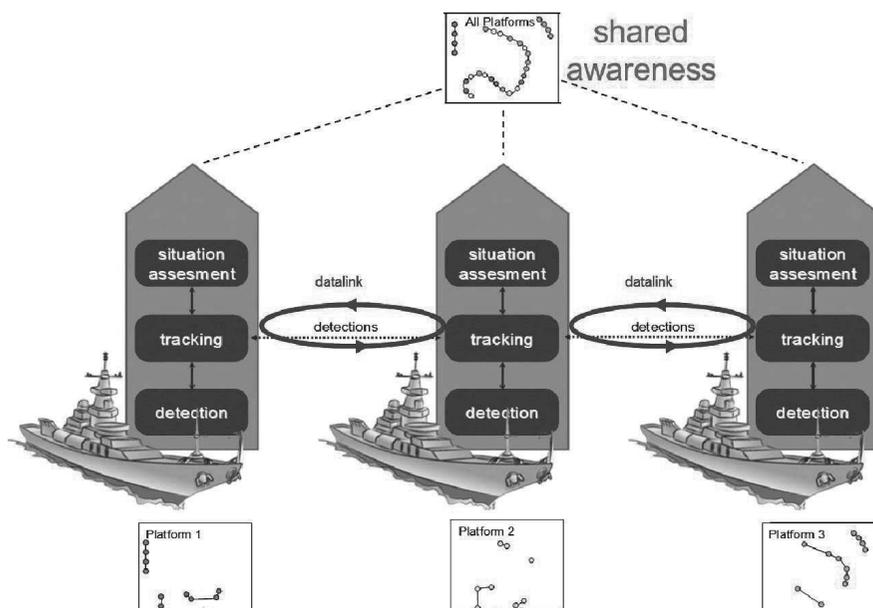 All Platforms
shared
awareness
situation
assesment
situation
assesment
situation
assesment
datalink
datalink
detections
detections
tracking
tracking
tracking
detection
detection
detection
Platform 1
Platform 2
Platform 3